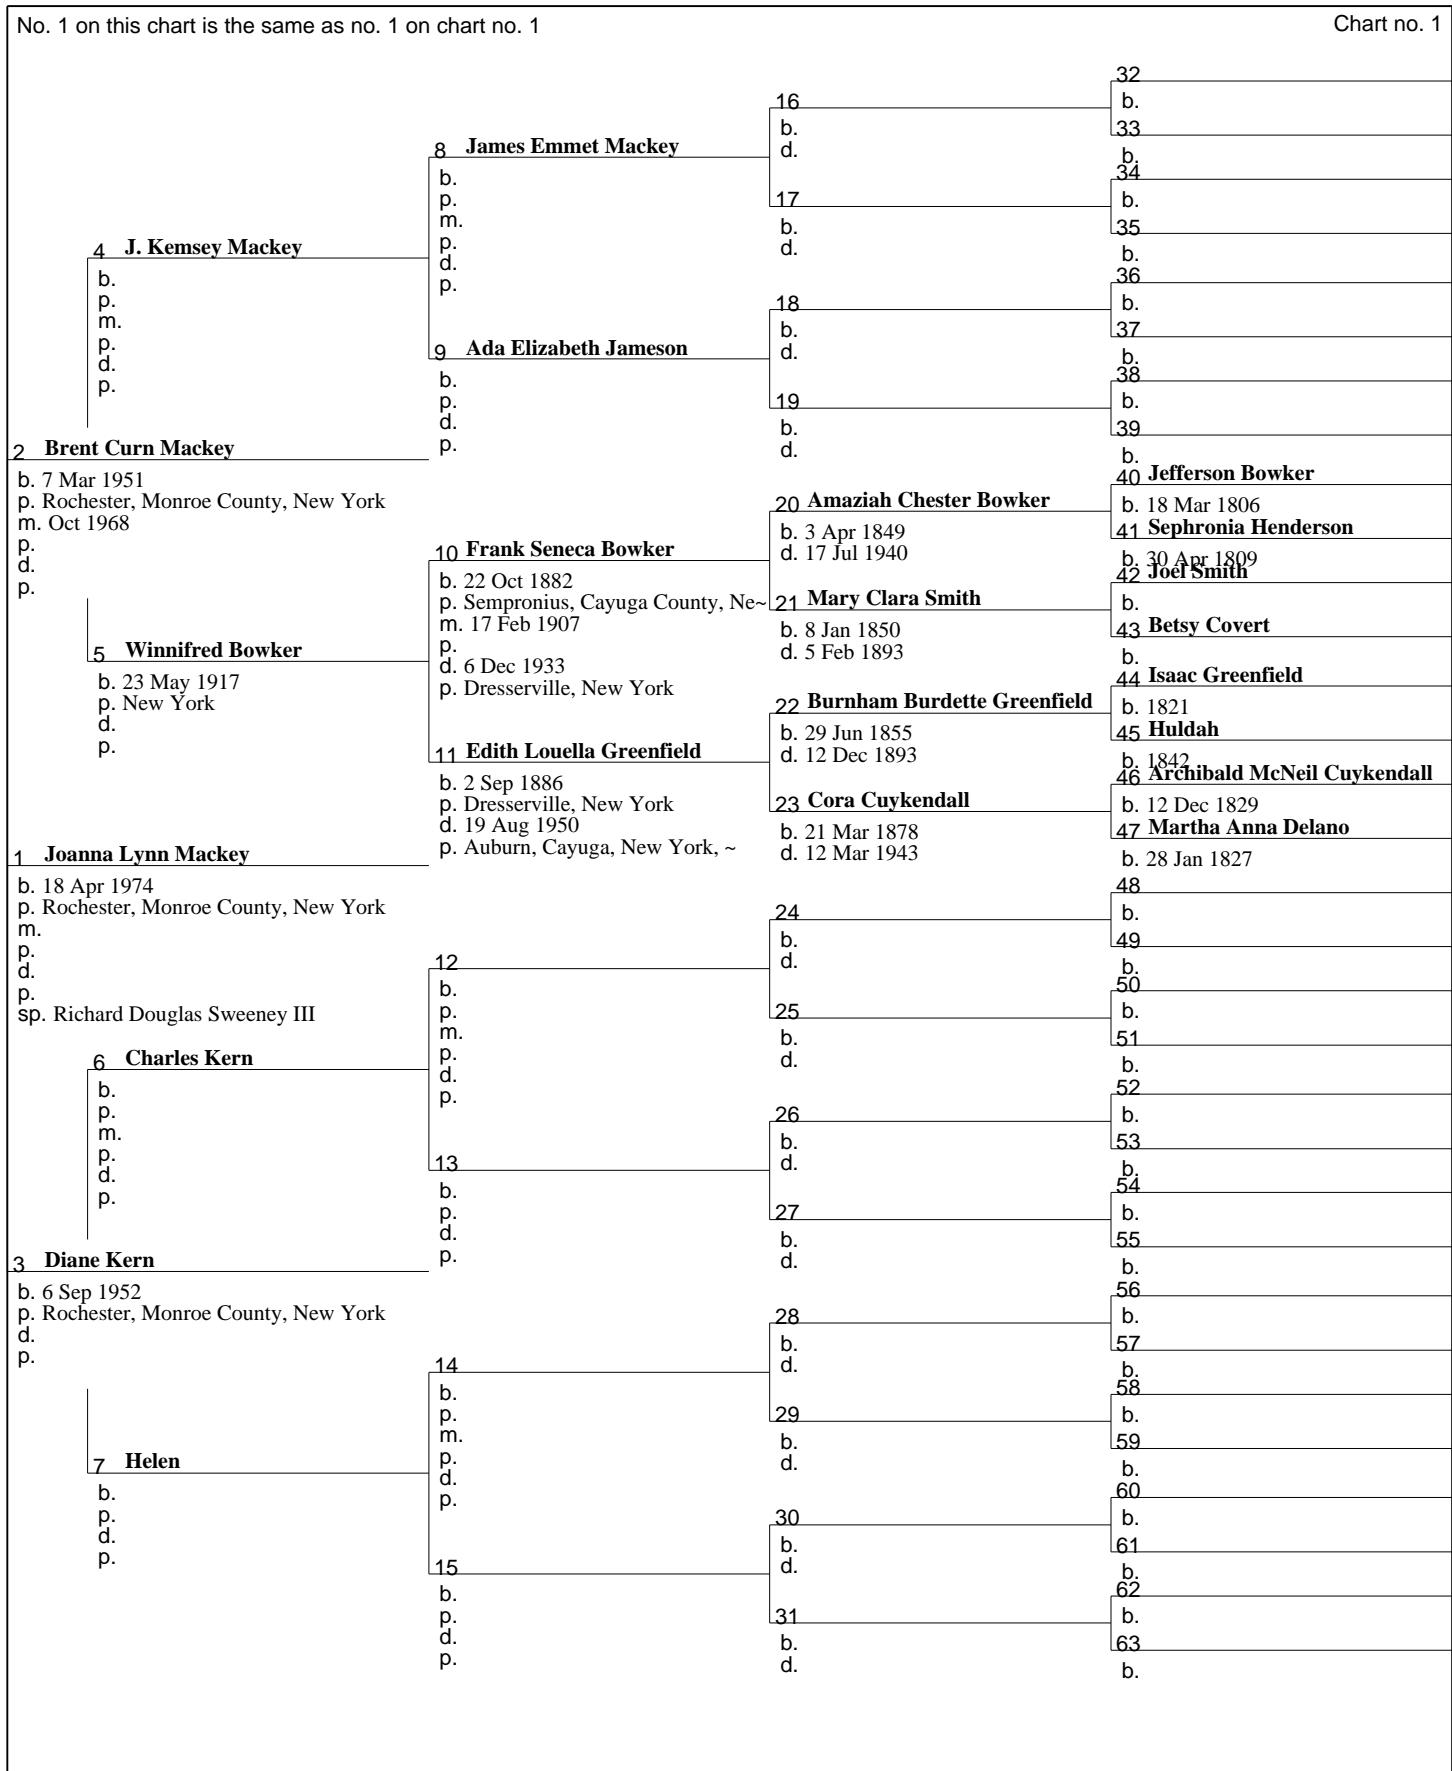 No. 1 on this chart is the same as no. 1 on chart no. 1
Chart no. 1
2 Brent Curn Mackey
b. 7 Mar 1951
p. Rochester, Monroe County, New York
m. Oct 1968
p.
d.
p.
1 Joanna Lynn Mackey
b. 18 Apr 1974
p. Rochester, Monroe County, New York
m.
p.
d.
p.
sp. Richard Douglas Sweeney III
3 Diane Kern
b. 6 Sep 1952
p. Rochester, Monroe County, New York
d.
p.
4 J. Kemsey Mackey
b.
p.
m.
p.
d.
p.
5 Winnifred Bowker
b. 23 May 1917
p. New York
d.
p.
6 Charles Kern
b.
p.
m.
p.
d.
p.
7 Helen
b.
p.
d.
p.
8 James Emmet Mackey
b.
p.
m.
p.
d.
p.
9 Ada Elizabeth Jameson
b.
p.
d.
p.
10 Frank Seneca Bowker
b. 22 Oct 1882
p. Sempronius, Cayuga County, Ne~
m. 17 Feb 1907
p.
d. 6 Dec 1933
p. Dresserville, New York
11 Edith Louella Greenfield
b. 2 Sep 1886
p. Dresserville, New York
d. 19 Aug 1950
p. Auburn, Cayuga, New York, ~
12
b.
p.
m.
p.
d.
p.
13
b.
p.
d.
p.
14
b.
p.
m.
p.
d.
p.
15
b.
p.
d.
p.
16
b.
d.
17
b.
d.
18
b.
d.
19
b.
d.
20 Amaziah Chester Bowker
b. 3 Apr 1849
d. 17 Jul 1940
21 Mary Clara Smith
b. 8 Jan 1850
d. 5 Feb 1893
22 Burnham Burdette Greenfield
b. 29 Jun 1855
d. 12 Dec 1893
23 Cora Cuykendall
b. 21 Mar 1878
d. 12 Mar 1943
24
b.
d.
25
b.
d.
26
b.
d.
27
b.
d.
28
b.
d.
29
b.
d.
30
b.
d.
31
b.
d.
32
b.
33
b.
34
b.
35
b.
36
b.
37
b.
38
b.
39
b.
40 Jefferson Bowker
b. 18 Mar 1806
41 Sephronia Henderson
b. 30 Apr 1809
42 Joel Smith
b.
43 Betsy Covert
b.
44 Isaac Greenfield
b. 1821
45 Huldah
b. 1842
46 Archibald McNeil Cuykendall
b. 12 Dec 1829
47 Martha Anna Delano
b. 28 Jan 1827
48
b.
49
b.
50
b.
51
b.
52
b.
53
b.
54
b.
55
b.
56
b.
57
b.
58
b.
59
b.
60
b.
61
b.
62
b.
63
b.